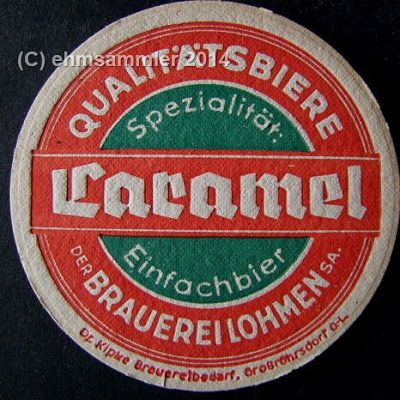 (C) ehmsammler 2014
QUALITÄTSBIERE
Spezialität:
Caramel
Einfachbier
DER BRAUEREI LOHMEN SA.
Dr. Kipke Brauereibedarf, Großröhrsdorf O-L.